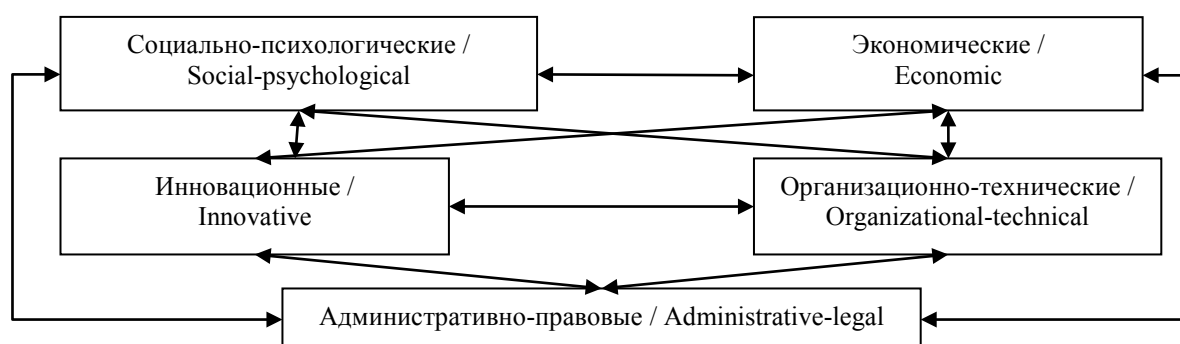 Социально-психологические /
Social-psychological
Экономические /
Economic
Инновационные /
Innovative
Организационно-технические /
Organizational-technical
Административно-правовые / Administrative-legal